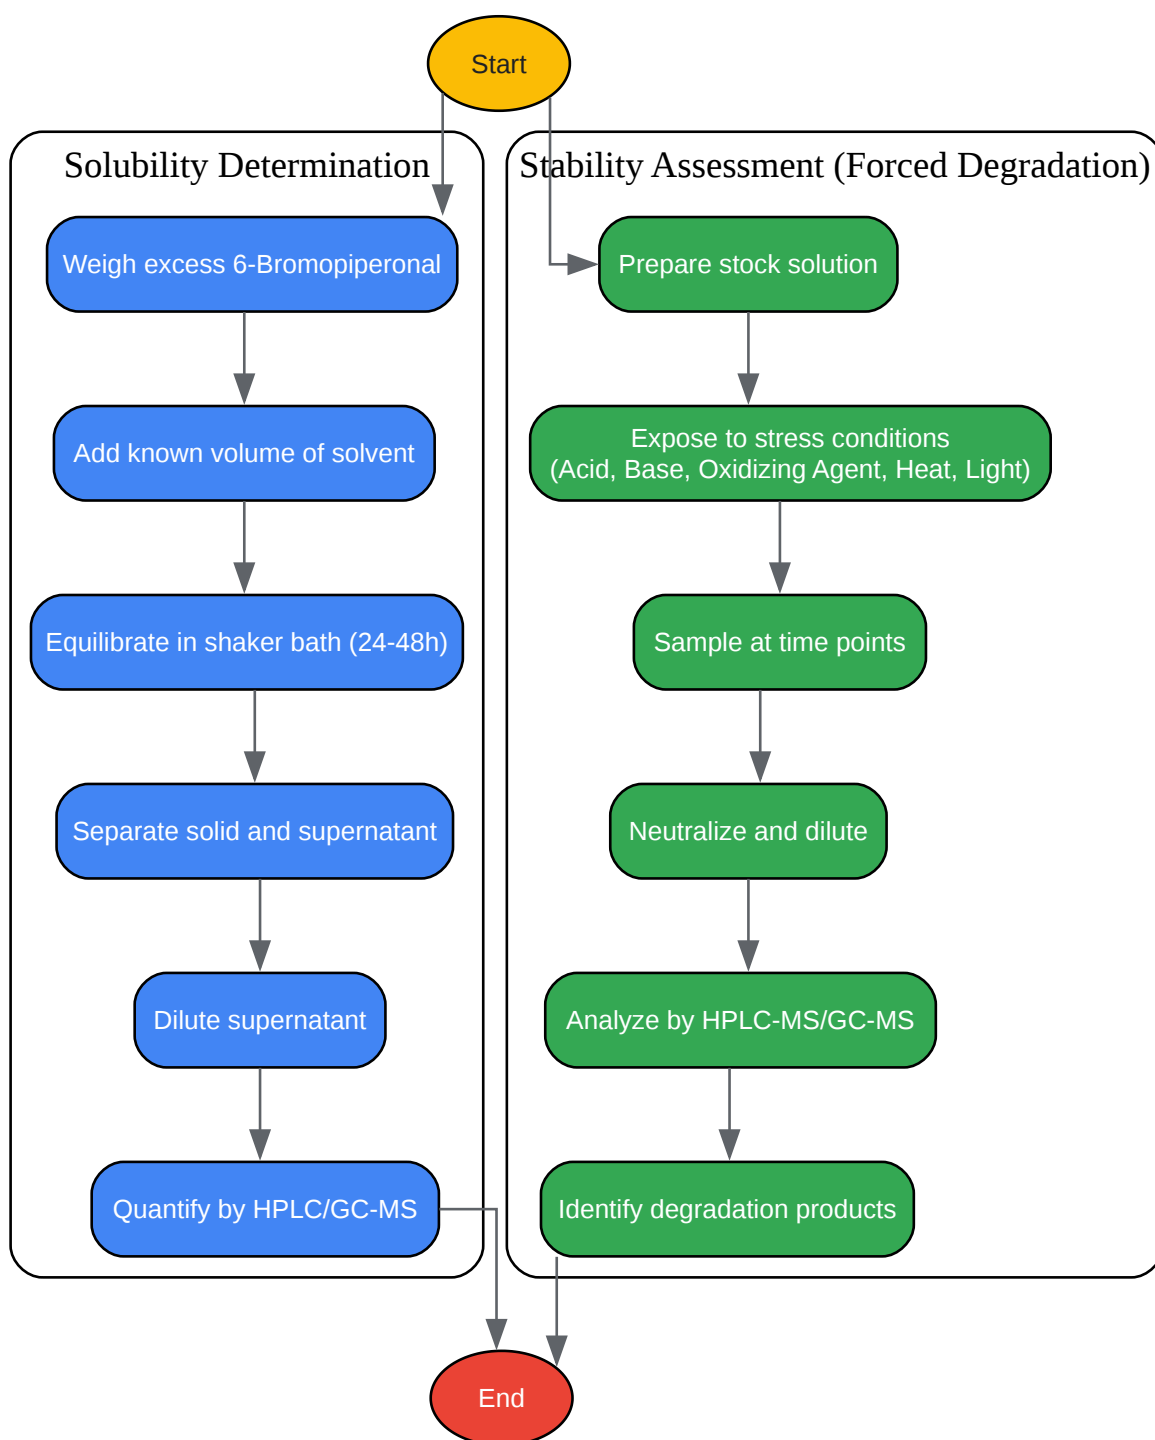 Start
Solubility Determination
Weigh excess 6-Bromopiperonal
Add known volume of solvent
Equilibrate in shaker bath (24-48h)
Separate solid and supernatant
Dilute supernatant
Quantify by HPLC/GC-MS
Stability Assessment (Forced Degradation)
Prepare stock solution
Expose to stress conditions
(Acid, Base, Oxidizing Agent, Heat, Light)
Sample at time points
Neutralize and dilute
Analyze by HPLC-MS/GC-MS
Identify degradation products
End